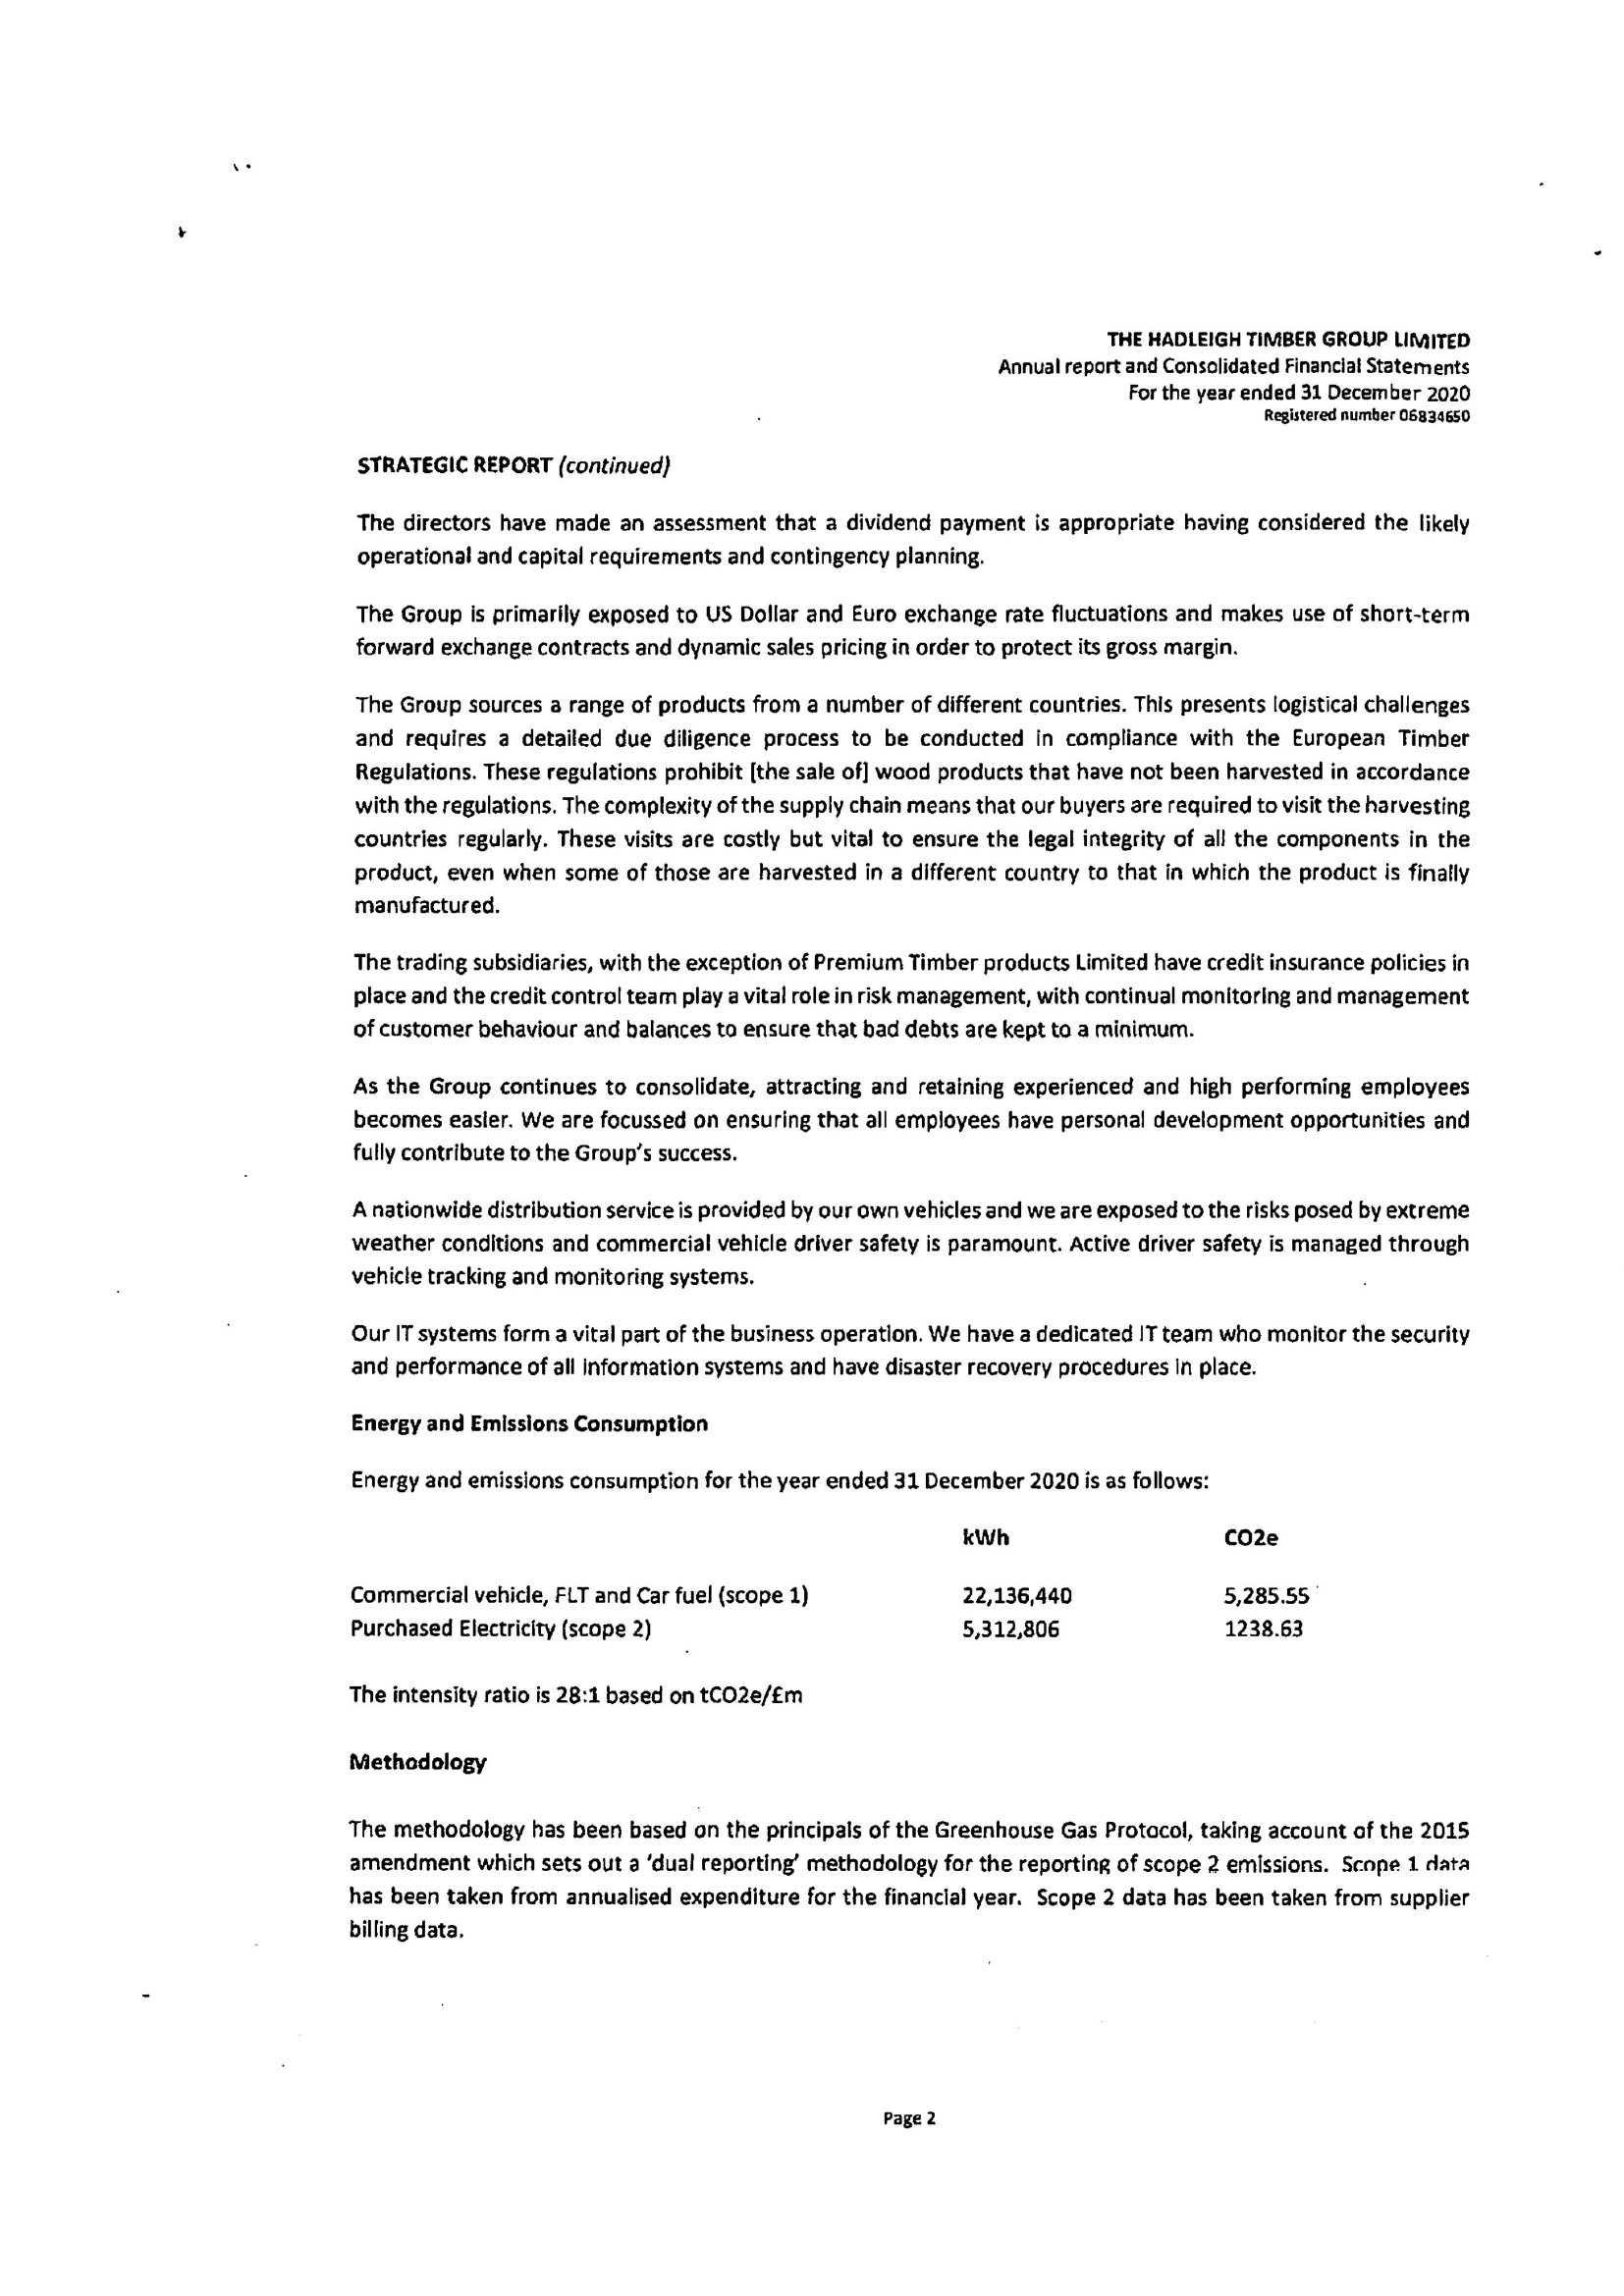 THE HADLEIGH TIMBER GROUP LIMITED
Annual report and Consolidated Financial Statements
For the year ended 31 December 2020
Registered number 06834650
STRATEGIC REPORT (continued)
The directors have made an assessment that a dividend payment is appropriate having considered the likely
operational and capital requirements and contingency planning.
The Group is primarily exposed to US Dollar and Euro exchange rate fluctuations and makes use of short-term
forward exchange contracts and dynamic sales pricing in order to protect its gross margin.
The Group sources a range of products from a number of different countries. This presents logistical challenges
and requires a detailed due diligence process to be conducted in compliance with the European Timber
Regulations. These regulations prohibit [the sale of] wood products that have not been harvested in accordance
with the regulations. The complexity of the supply chain means that our buyers are required to visit the harvesting
countries regularly. These visits are costly but vital to ensure the legal integrity of all the components in the
product, even when some of those are harvested in a different country to that in which the product is finally
manufactured.
The trading subsidiaries, with the exception of Premium Timber products Limited have credit insurance policies in
place and the credit control team play a vital role in risk management, with continual monitoring and management
of customer behaviour and balances to ensure that bad debts are kept to a minimum.
As the Group continues to consolidate, attracting and retaining experienced and high performing employees
becomes easier. We are focussed on ensuring that all employees have personal development opportunities and
fully contribute to the Group's success.
A nationwide distribution service is provided by our own vehicles and we are exposed to the risks posed by extreme
weather conditions and commercial vehicle driver safety is paramount. Active driver safety is managed through
vehicle tracking and monitoring systems.
Our IT systems form a vital part of the business operation. We have a dedicated IT team who monitor the security
and performance of all information systems and have disaster recovery procedures in place.
Energy and Emissions Consumption
Energy and emissions consumption for the year ended 31 December 2020 is as follows:
kWh CO2e
Commercial vehicle, FLT and Car fuel (scope 1) 22,136,440 5,285.55
Purchased Electricity (scope 2) 5,312,806 1238.63
The intensity ratio is 28:1 based on tCO2e/£m
Methodology
The methodology has been based on the principals of the Greenhouse Gas Protocol, taking account of the 2015
amendment which sets out a 'dual reporting' methodology for the reporting of scope 2 emissions. Scope 1 data
has been taken from annualised expenditure for the financial year. Scope 2 data has been taken from supplier
billing data.
Page 2